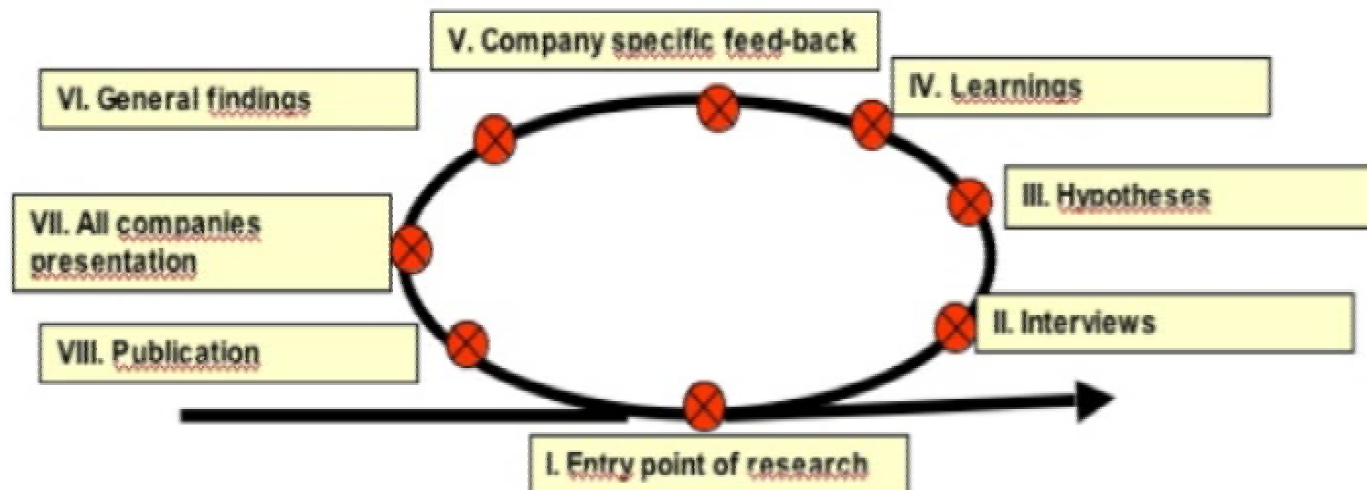 V. Company specific feed-back
VI. General findings
IV. Learnings
III. Hypotheses
VII. All companies
presentation
II. Interviews
VIII. Publication
I. Entry point of research